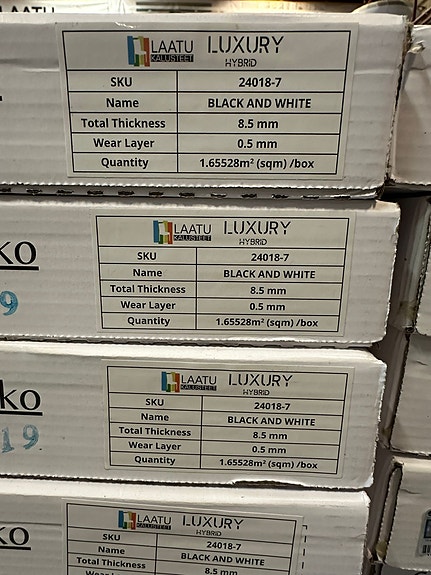 LAATU
LAATU KALUSTEET LUXURY HYBRID
SKU 24018-7
Name BLACK AND WHITE
Total Thickness 8.5 mm
Wear Layer 0.5 mm
Quantity 1.65528m² (sqm) /box
LAATU KALUSTEET LUXURY HYBRID
SKU 24018-7
Name BLACK AND WHITE
Total Thickness 8.5 mm
Wear Layer 0.5 mm
Quantity 1.65528m² (sqm) /box
ko
9
LAATU KALUSTEET LUXURY HYBRID
SKU 24018-7
Name BLACK AND WHITE
Total Thickness 8.5 mm
Wear Layer 0.5 mm
Quantity 1.65528m² (sqm) /box
ko
19
LAATU KALUSTEET LUXURY HYBRID
SKU 24018-7
Name BLACK AND WHITE
Total Thickness 8.5 mm
ko